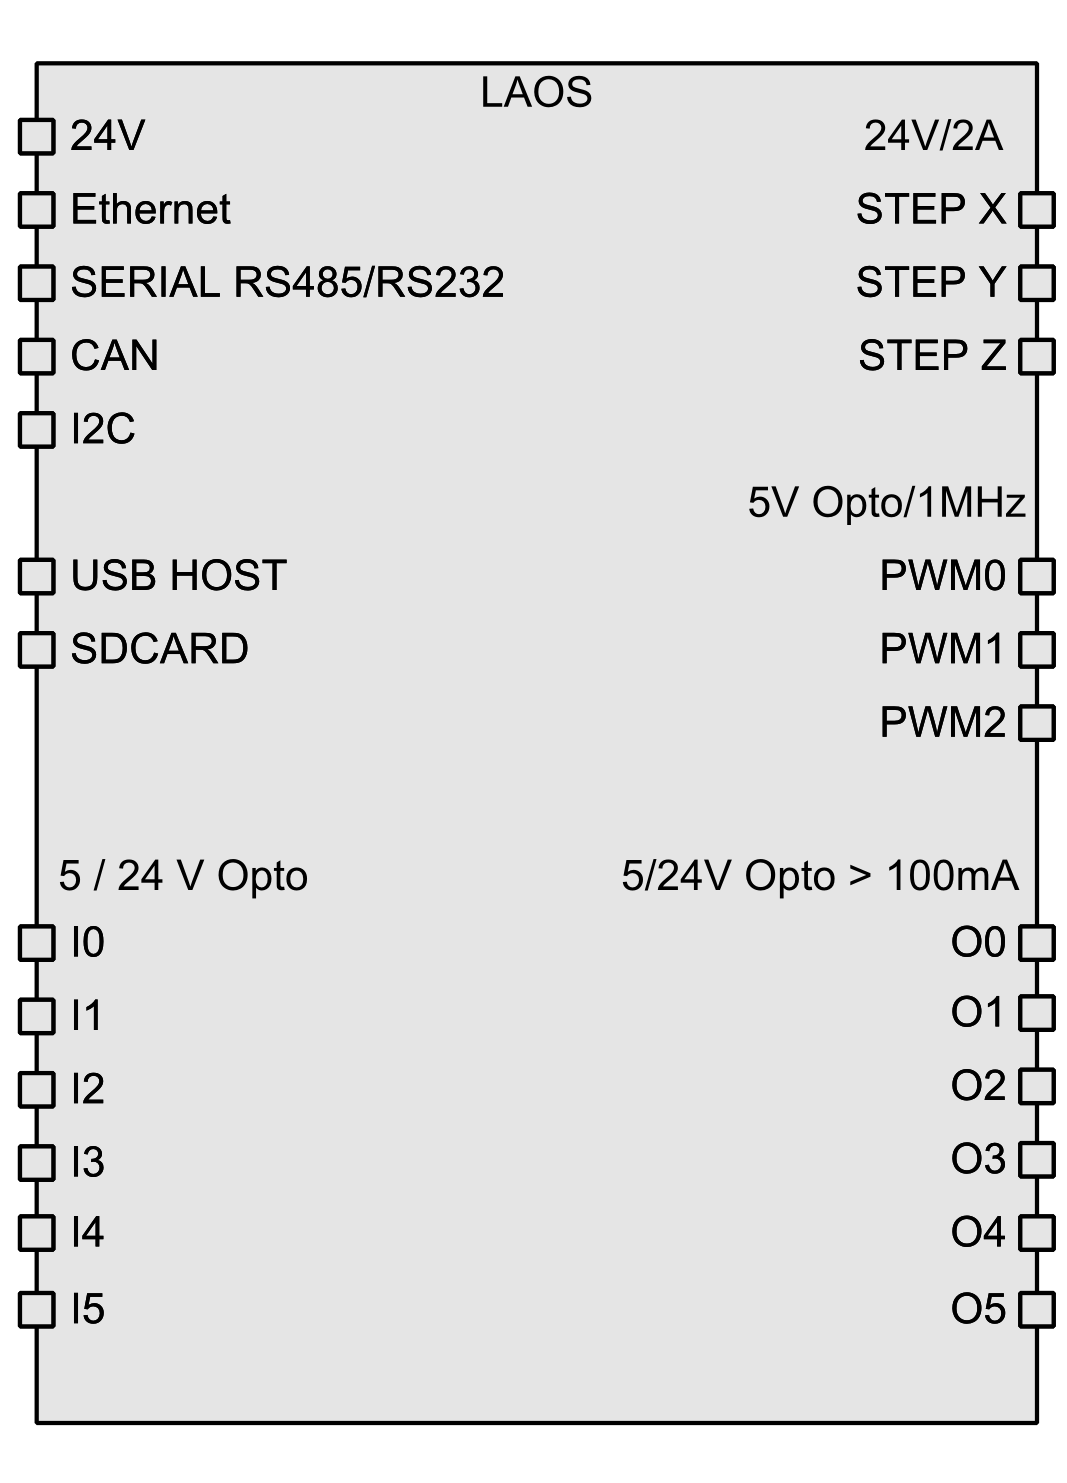 LAOS
24V
24V/2A
Ethernet
STEP X
SERIAL RS485/RS232
STEP Y
CAN
STEP Z
I2C
5V Opto/1MHz
USB HOST
PWM0
SDCARD
PWM1
PWM2
5 / 24 V Opto
5/24V Opto > 100mA
I0
O0
I1
O1
I2
O2
I3
O3
I4
O4
I5
O5